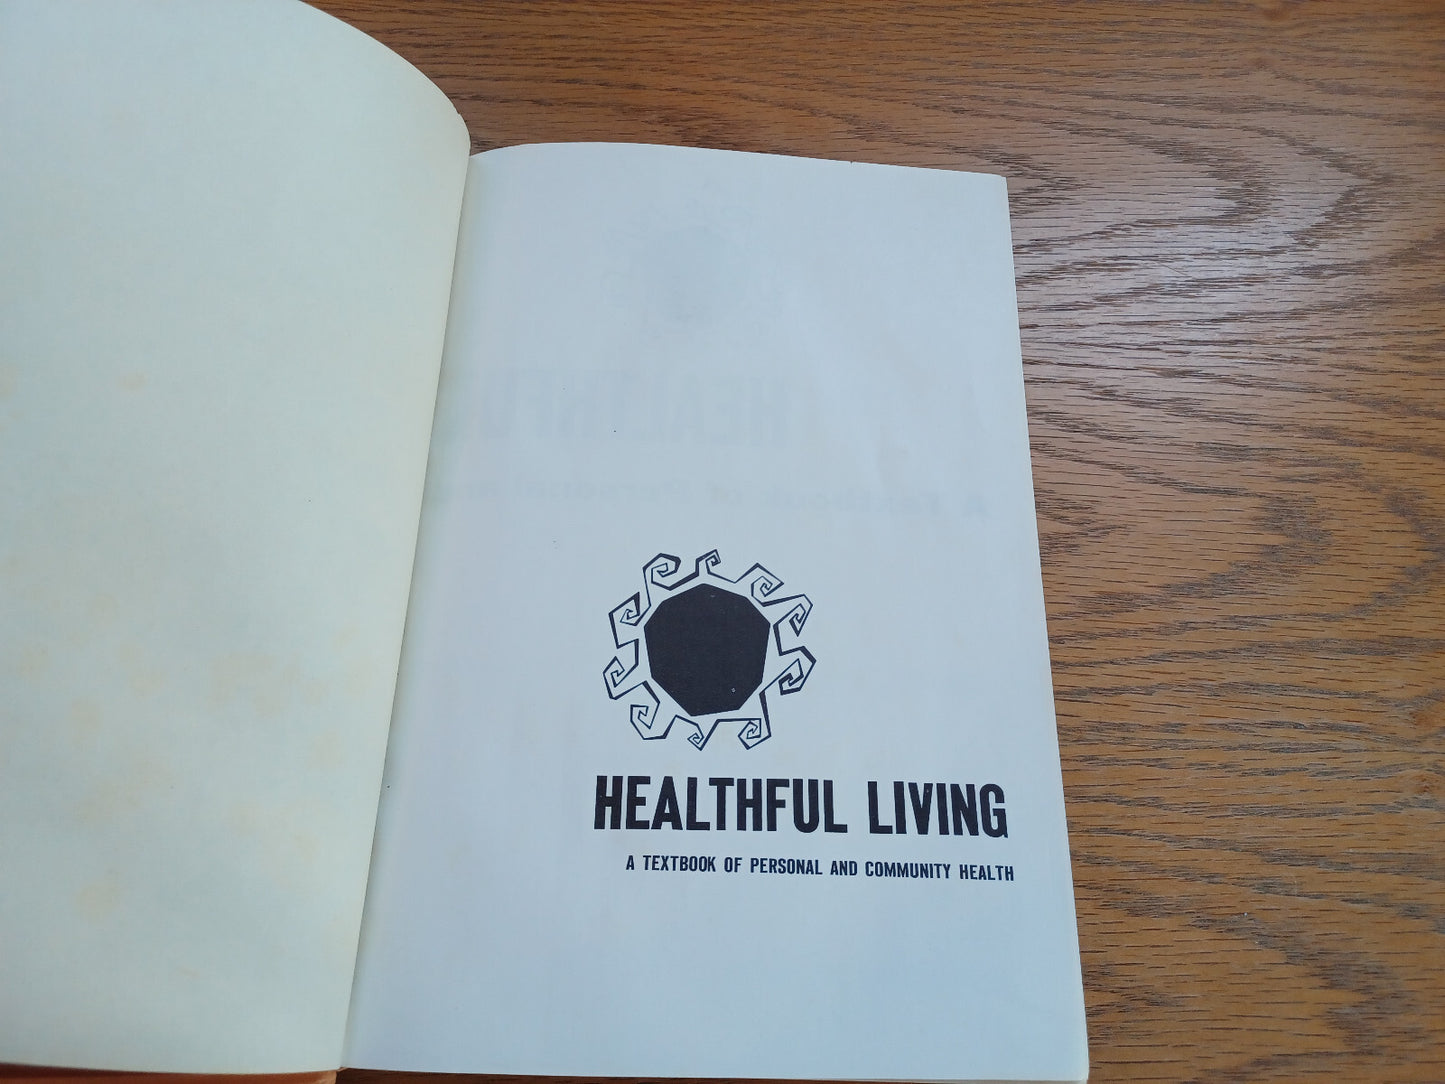 HEALTHFUL LIVING
A TEXTBOOK OF PERSONAL AND COMMUNITY HEALTH